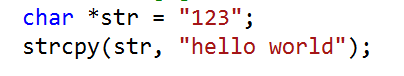 char *str = "123";
strcpy(str, "hello world");